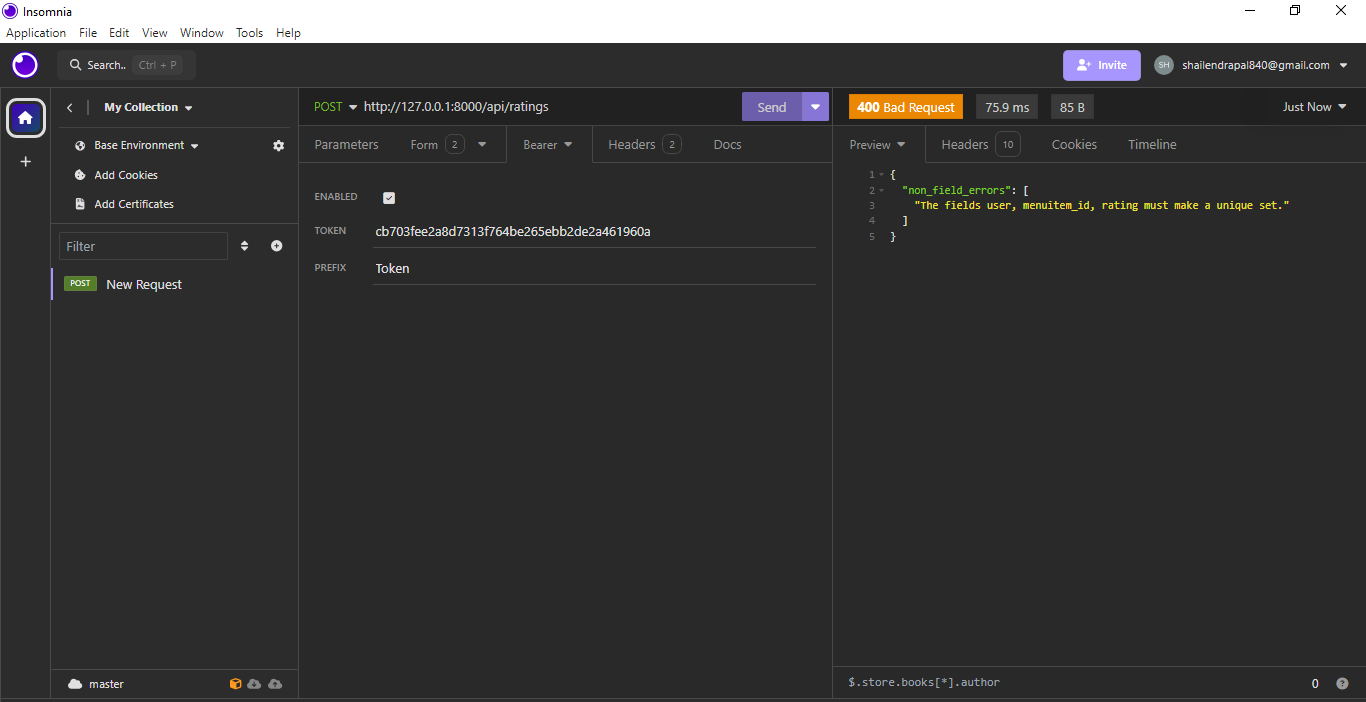 Insomnia
Application File Edit View Window Tools Help
Search.. Ctrl + P
Invite
SH shailendrapal840@gmail.com
My Collection
Base Environment
Add Cookies
Add Certificates
Filter
POST New Request
master
POST http://127.0.0.1:8000/api/ratings Send
Parameters Form 2 Bearer Headers 2 Docs
ENABLED
TOKEN cb703fee2a8d7313f764be265ebb2de2a461960a
PREFIX Token
400 Bad Request 75.9 ms 85 B Just Now
Preview Headers 10 Cookies Timeline
1 {
2 "non_field_errors": [
3 "The fields user, menuitem_id, rating must make a unique set."
4 ]
5 }
$.store.books[*].author 0 ?